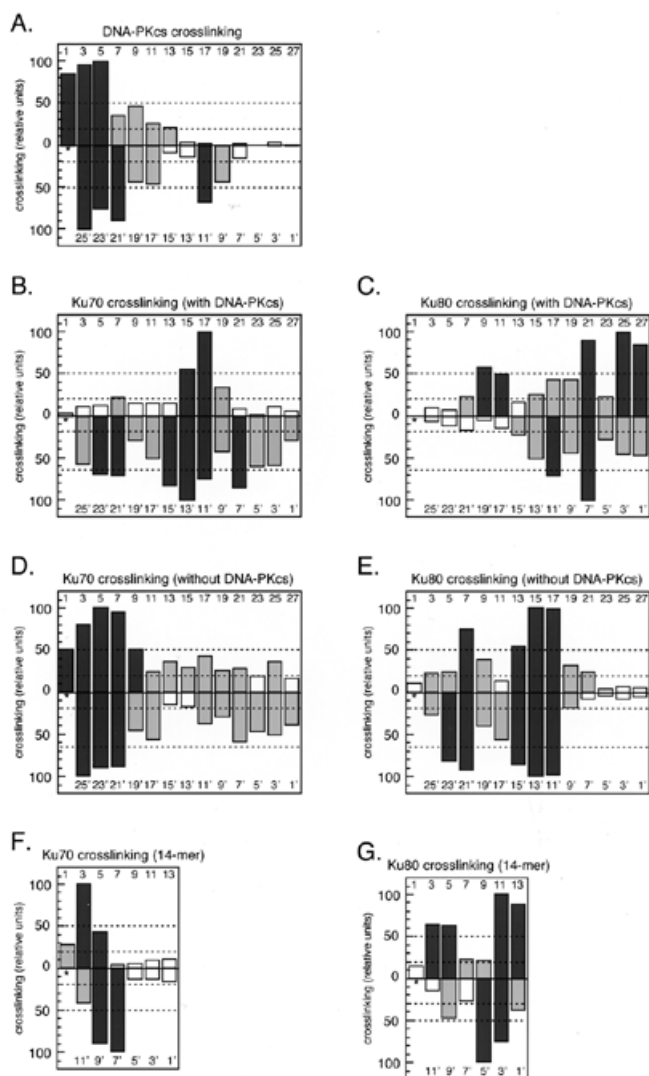 A.
DNA-PKcs crosslinking
1 3 5 7 9 11 13 15 17 19 21 23 25 27
crosslinking (relative units)
100
50
0
50
100
*
25' 23' 21' 19' 17' 15' 13' 11' 9' 7' 5' 3' 1'
B.
Ku70 crosslinking (with DNA-PKcs)
1 3 5 7 9 11 13 15 17 19 21 23 25 27
crosslinking (relative units)
100
50
0
50
100
*
25' 23' 21' 19' 17' 15' 13' 11' 9' 7' 5' 3' 1'
C.
Ku80 crosslinking (with DNA-PKcs)
1 3 5 7 9 11 13 15 17 19 21 23 25 27
crosslinking (relative units)
100
50
0
50
100
*
25' 23' 21' 19' 17' 15' 13' 11' 9' 7' 5' 3' 1'
D.
Ku70 crosslinking (without DNA-PKcs)
1 3 5 7 9 11 13 15 17 19 21 23 25 27
crosslinking (relative units)
100
50
0
50
100
*
25' 23' 21' 19' 17' 15' 13' 11' 9' 7' 5' 3' 1'
E.
Ku80 crosslinking (without DNA-PKcs)
1 3 5 7 9 11 13 15 17 19 21 23 25 27
crosslinking (relative units)
100
50
0
50
100
*
25' 23' 21' 19' 17' 15' 13' 11' 9' 7' 5' 3' 1'
F.
Ku70 crosslinking (14-mer)
1 3 5 7 9 11 13
crosslinking (relative units)
100
50
0
50
100
*
11' 9' 7' 5' 3' 1'
G.
Ku80 crosslinking (14-mer)
1 3 5 7 9 11 13
crosslinking (relative units)
100
50
0
50
100
*
11' 9' 7' 5' 3' 1'